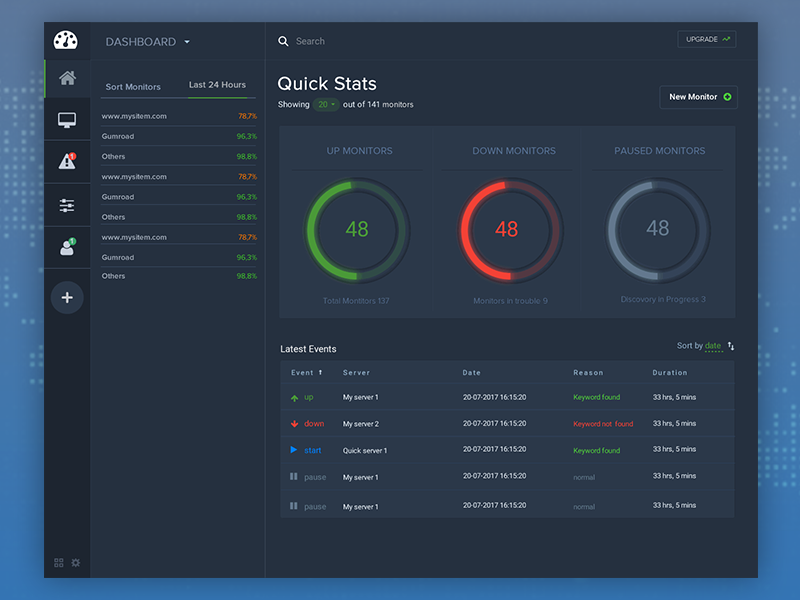 DASHBOARD
Search
UPGRADE
1
1
+
Sort Monitors
Last 24 Hours
www.mysitem.com 78,7%
Gumroad 96,3%
Others 98,8%
www.mysitem.com 78,7%
Gumroad 96,3%
Others 98,8%
www.mysitem.com 78,7%
Gumroad 96,3%
Others 98,8%
Quick Stats
Showing 20 out of 141 monitors
New Monitor
UP MONITORS DOWN MONITORS PAUSED MONITORS
48 48 48
Total Montitors 137 Monitors in trouble 9 Discovery in Progress 3
Latest Events
Sort by date
Event Server Date Reason Duration
up My server 1 20-07-2017 16:15:20 Keyword found 33 hrs, 5 mins
down My server 2 20-07-2017 16:15:20 Keyword not found 33 hrs, 5 mins
start Quick server 1 20-07-2017 16:15:20 Keyword found 33 hrs, 5 mins
pause My server 1 20-07-2017 16:15:20 normal 33 hrs, 5 mins
pause My server 1 20-07-2017 16:15:20 normal 33 hrs, 5 mins